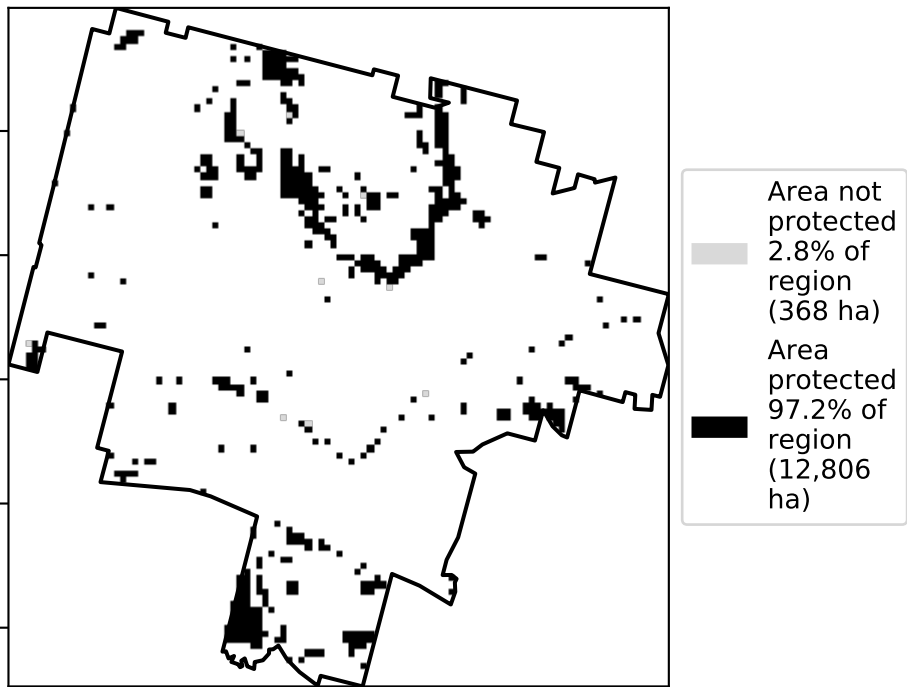 Area not
protected
2.8% of
region
(368 ha)
Area
protected
97.2% of
region
(12,806
ha)